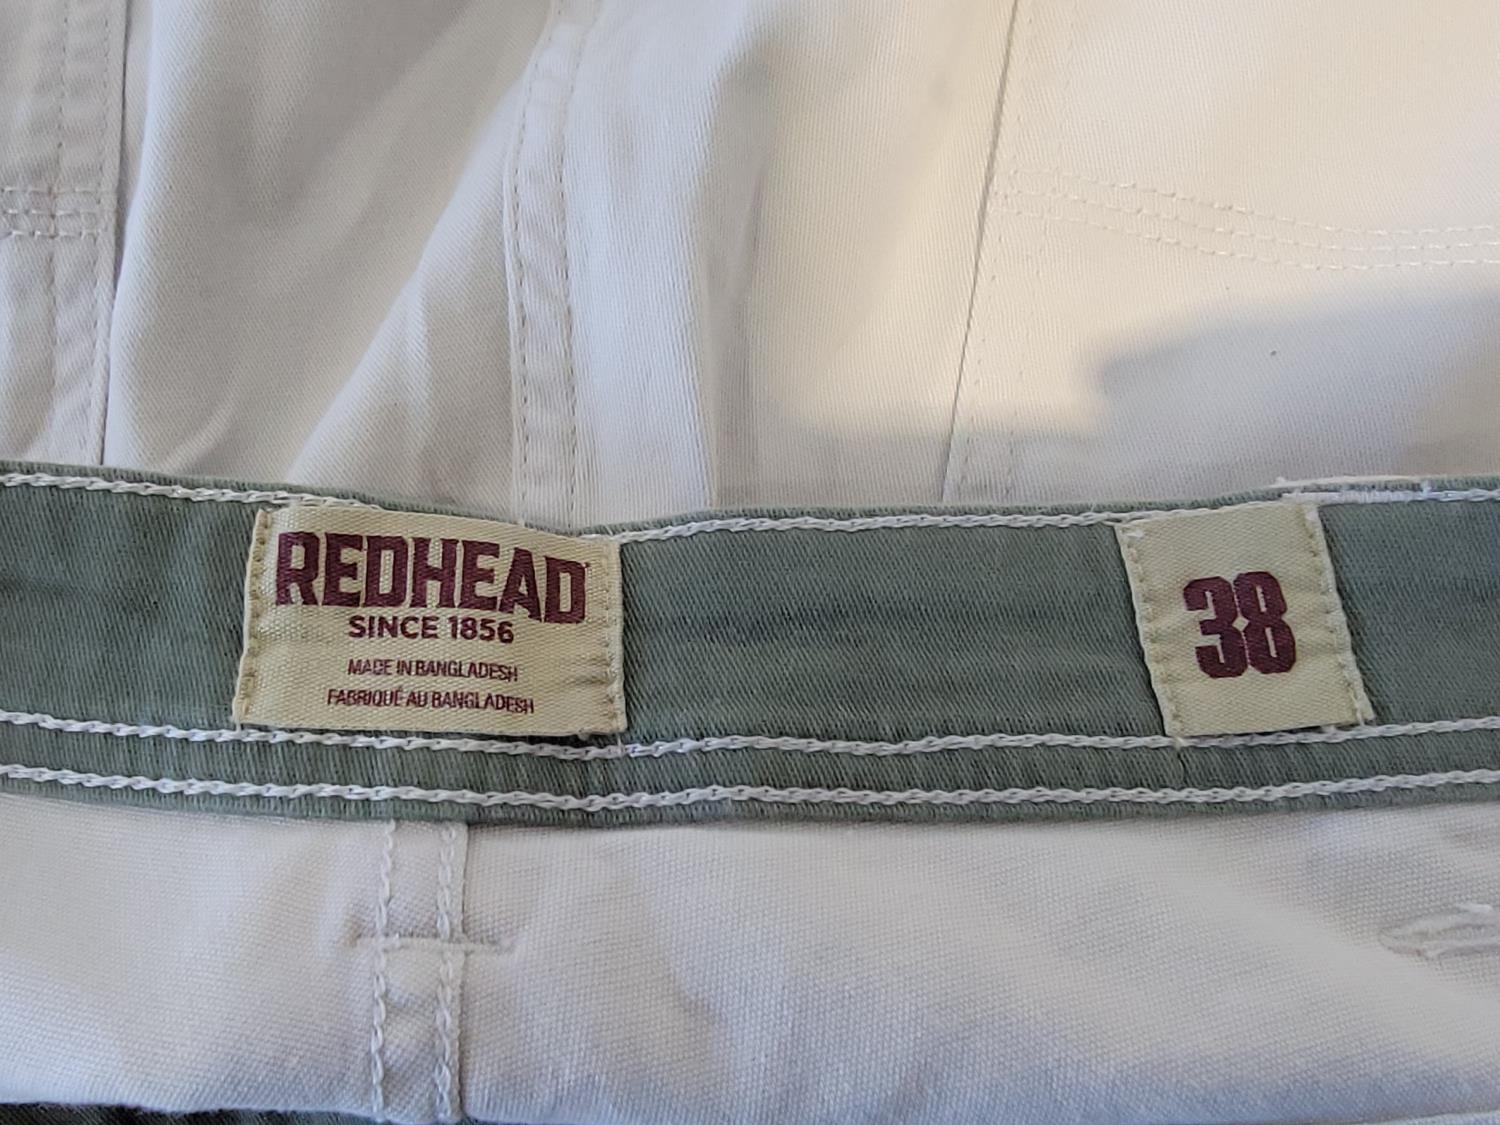 REDHEAD
SINCE 1856
MADE IN BANGLADESH
FABRIQUÉ AU BANGLADESH
38